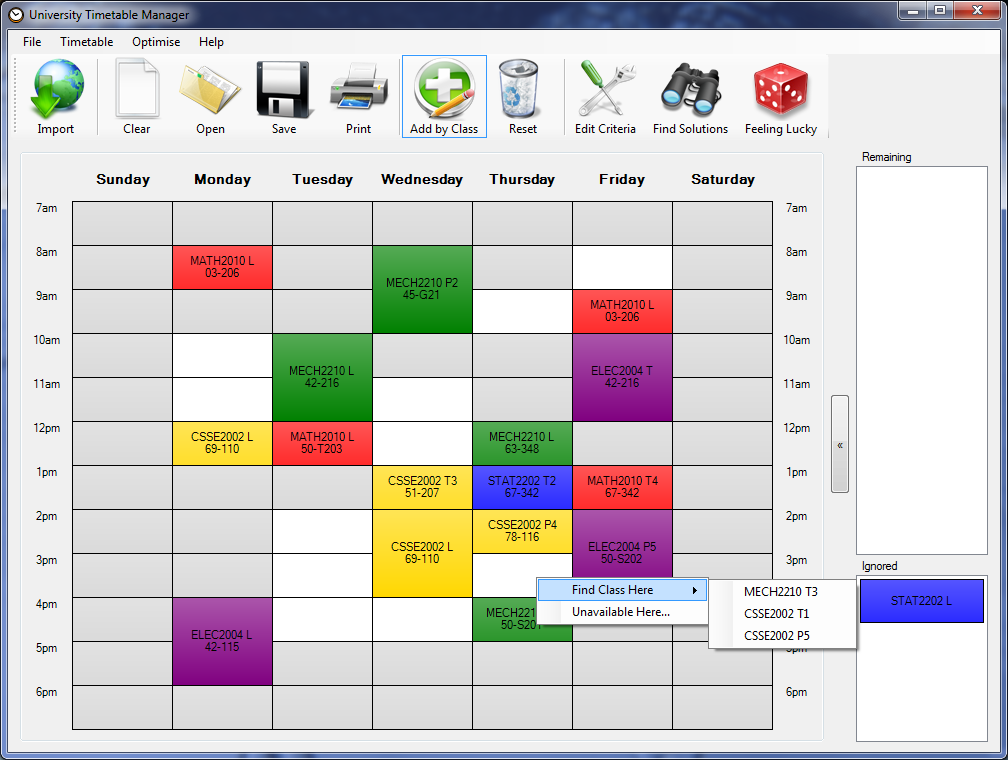 University Timetable Manager
File Timetable Optimise Help
Import Clear Open Save Print Add by Class Reset Edit Criteria Find Solutions Feeling Lucky
Remaining
Sunday Monday Tuesday Wednesday Thursday Friday Saturday
7am 7am
8am 8am
MATH2010 L
03-206
MECH2210 P2
45-G21
9am 9am
MATH2010 L
03-206
10am 10am
MECH2210 L
42-216
ELEC2004 T
42-216
11am 11am
12pm 12pm
CSSE2002 L
69-110
MATH2010 L
50-T203
MECH2210 L
63-348
«
1pm 1pm
CSSE2002 T3
51-207
STAT2202 T2
67-342
MATH2010 T4
67-342
2pm 2pm
CSSE2002 L
69-110
CSSE2002 P4
78-116
ELEC2004 P5
50-S202
3pm 3pm
Ignored
STAT2202 L
Find Class Here
Unavailable Here...
MECH2210 T3
CSSE2002 T1
CSSE2002 P5
4pm
ELEC2004 L
42-115
5pm 5pm
6pm 6pm